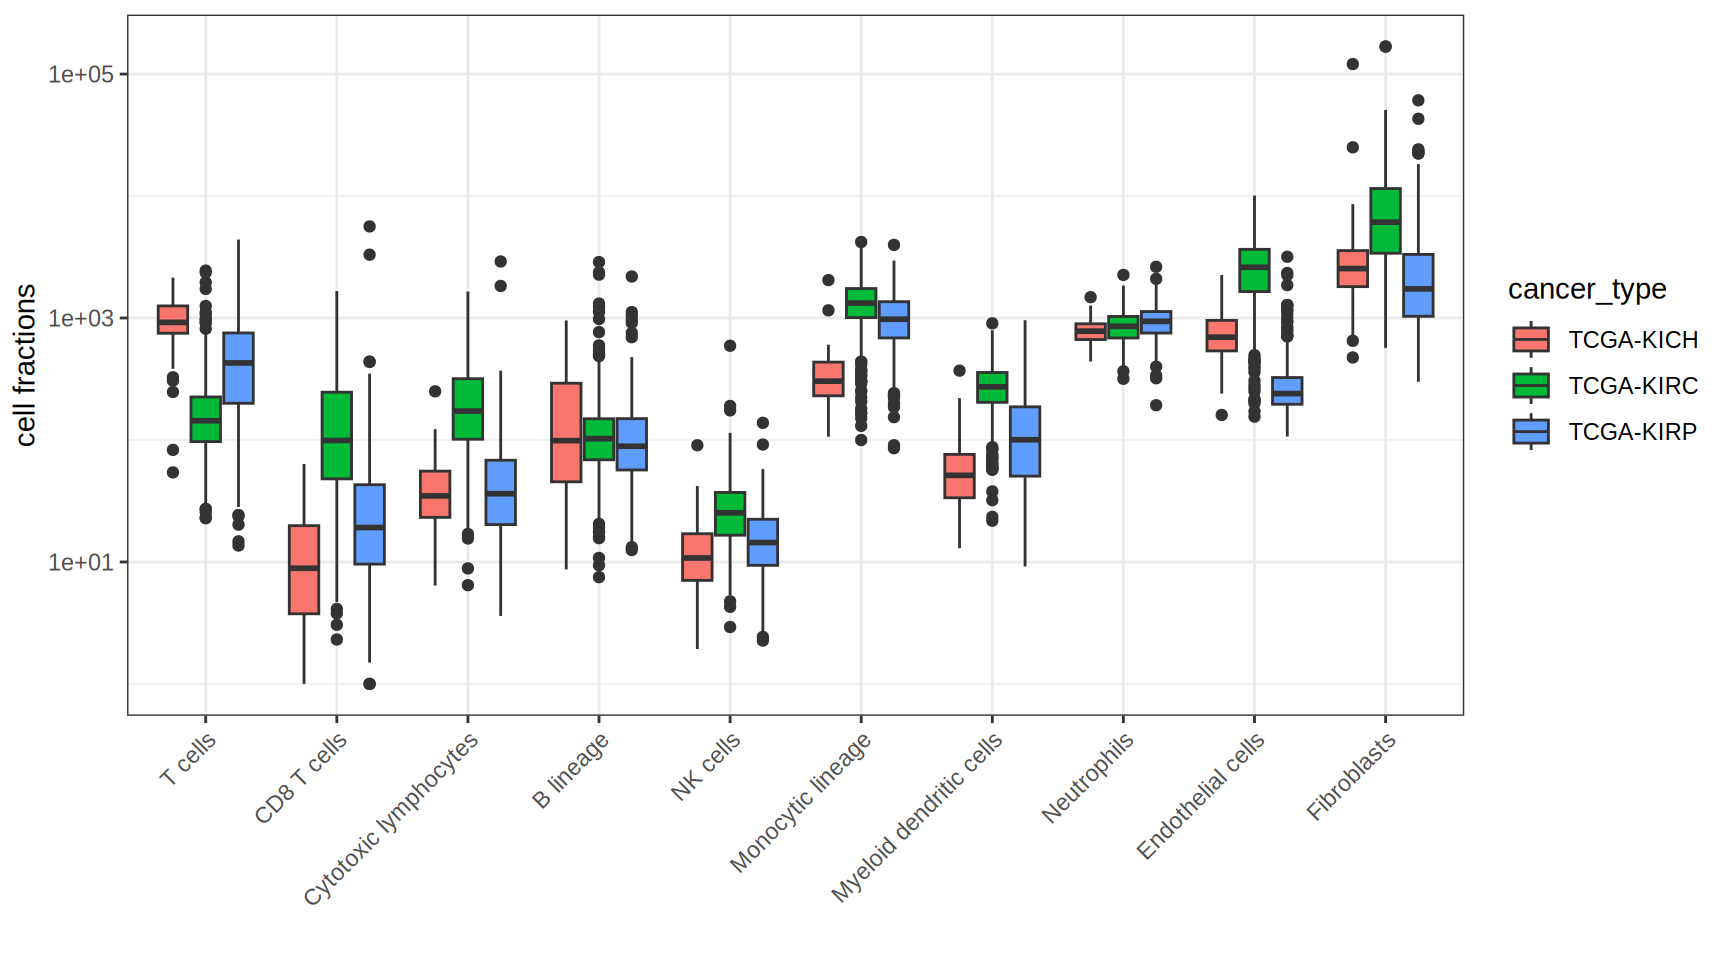 cell fractions
1e+05
1e+03
1e+01
T cells
CD8 T cells
Cytotoxic lymphocytes
B lineage
NK cells
Monocytic lineage
Myeloid dendritic cells
Neutrophils
Endothelial cells
Fibroblasts
cancer_type
TCGA-KICH
TCGA-KIRC
TCGA-KIRP